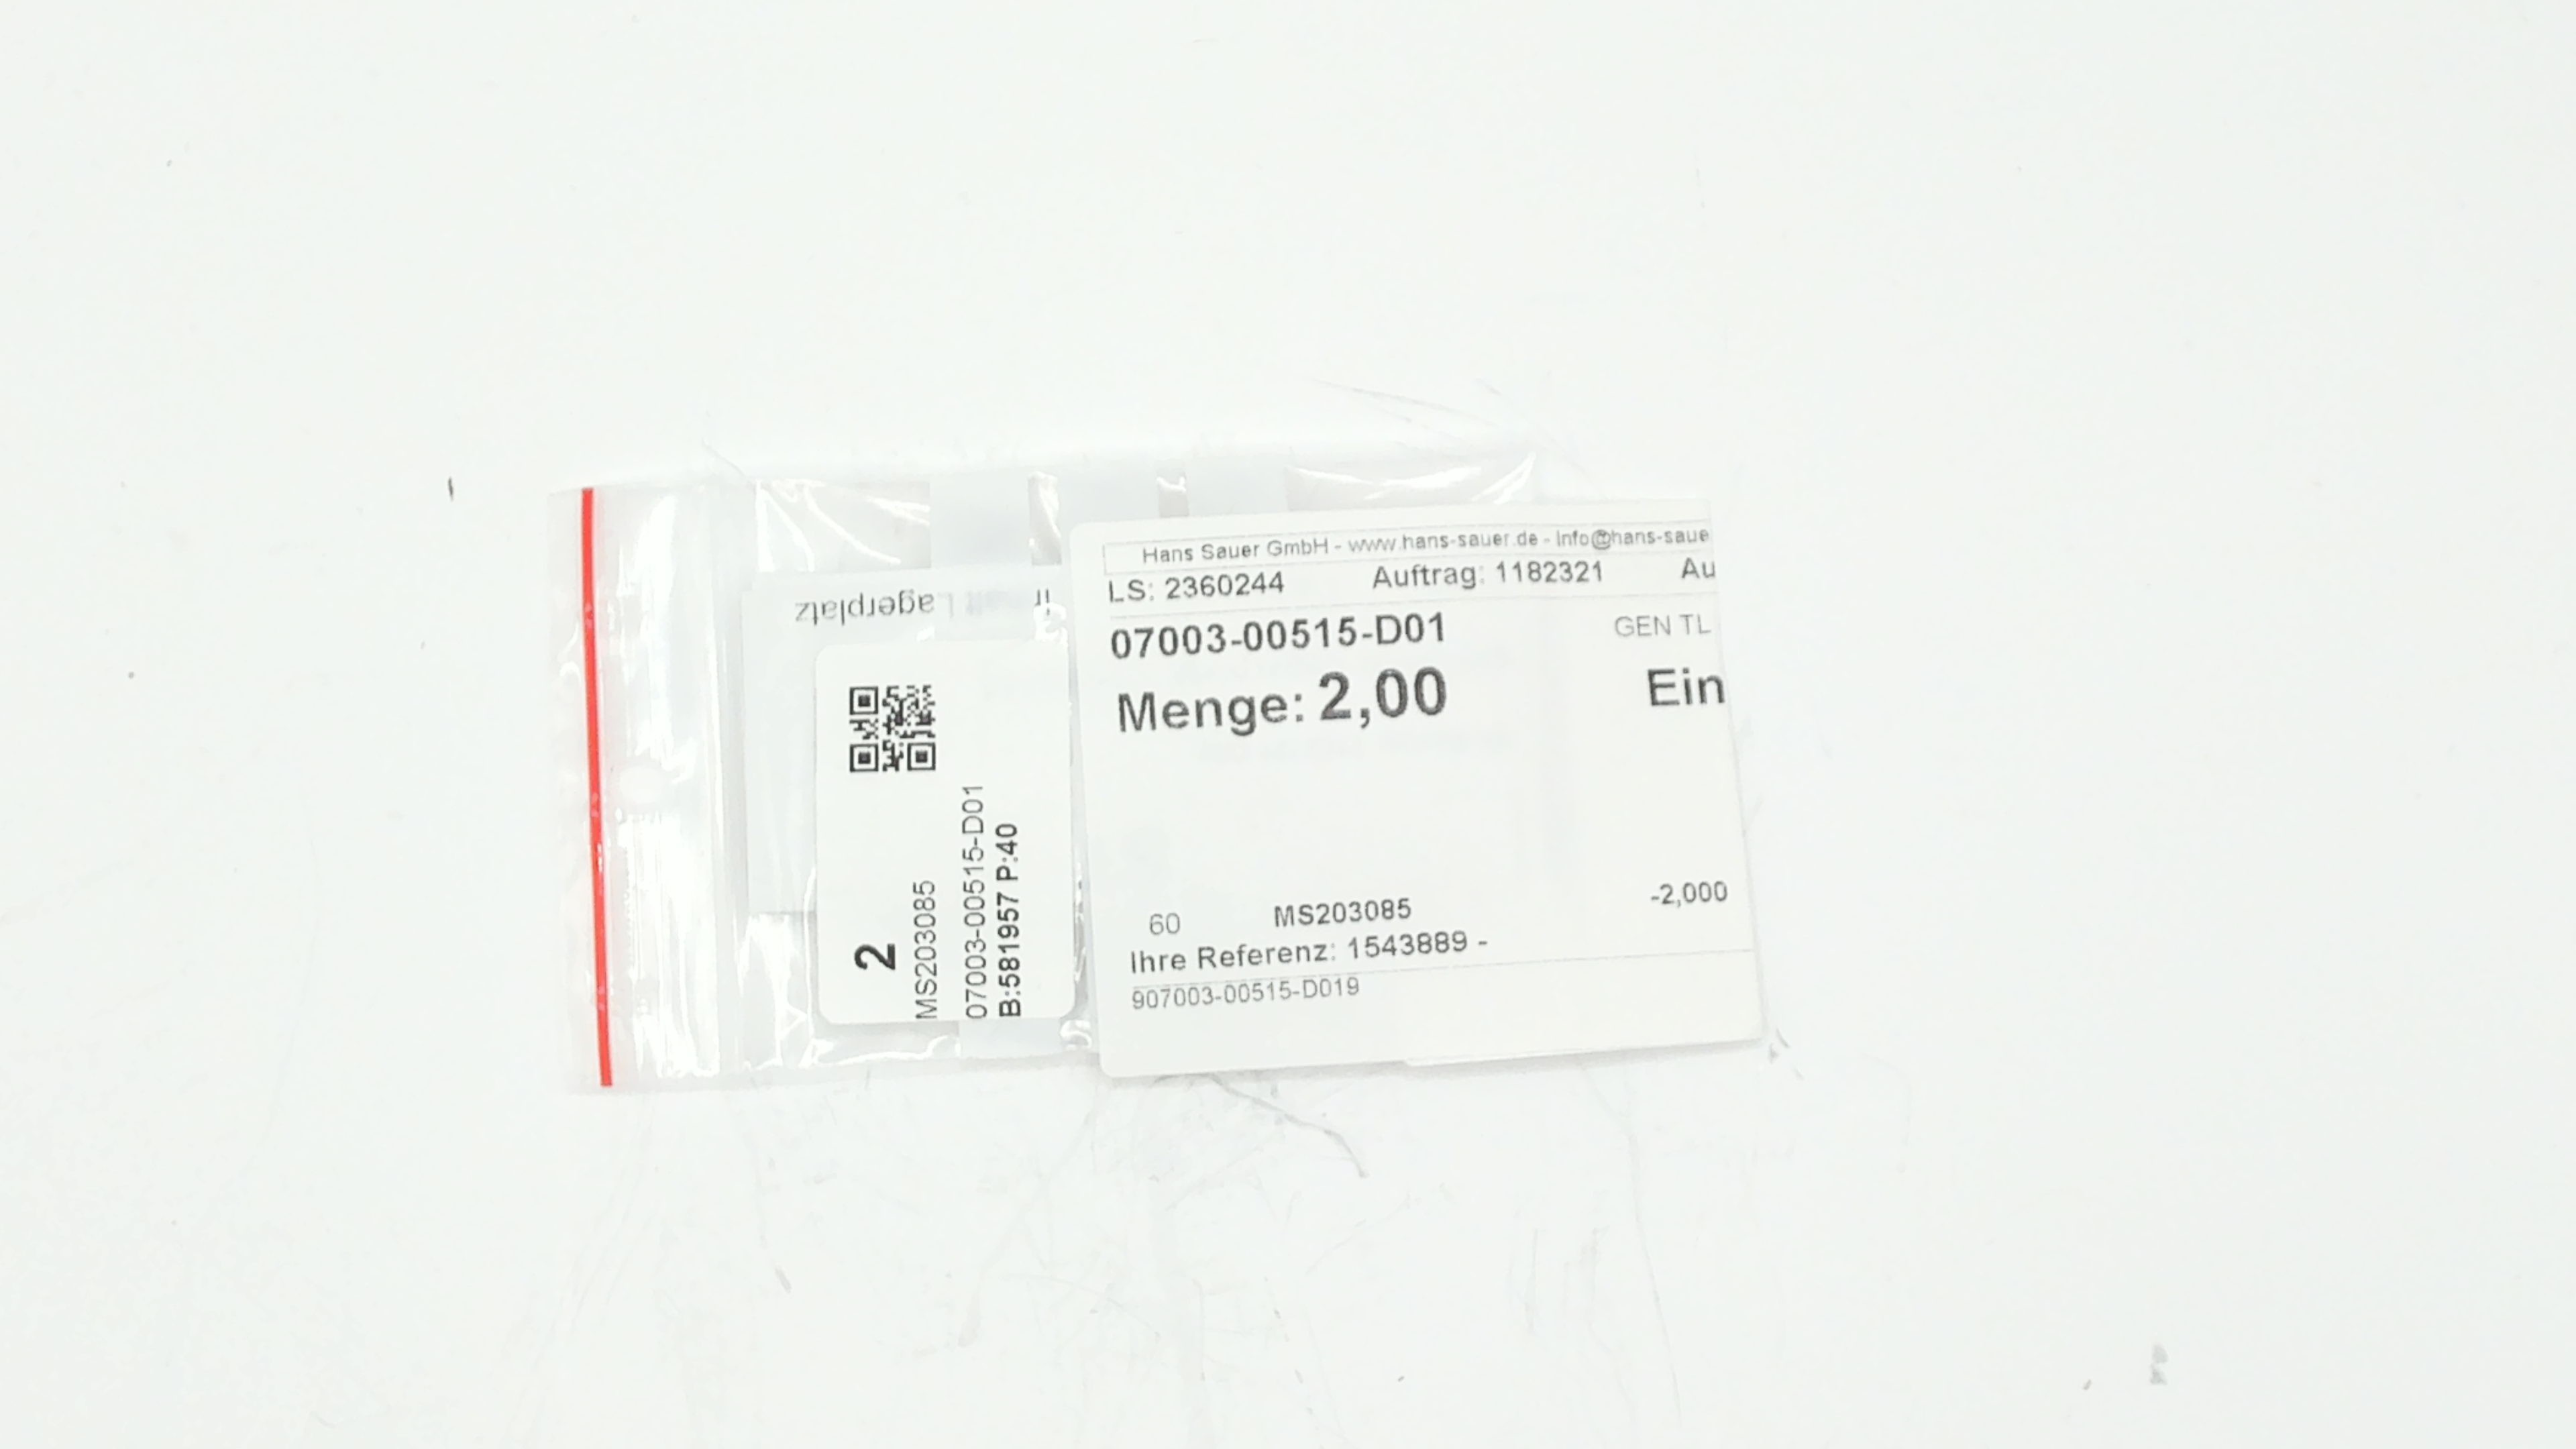 Hans Sauer GmbH - www.hans-sauer.de - Info@hans-saue
LS: 2360244 Auftrag: 1182321 Au
07003-00515-D01 GEN TL
Menge: 2,00 Ein
60 MS203085 -2,000
Ihre Referenz: 1543889 -
907003-00515-D019
Lagerplatz
2
MS203085
07003-00515-D01
B:581957 P:40